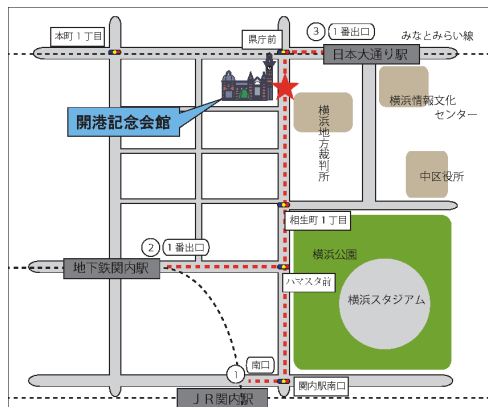 みなとみらい線
本町1丁目
県庁前
③ 1番出口
日本大通り駅
開港記念会館
横浜地方裁判所
横浜情報文化
センター
中区役所
相生町1丁目
② 1番出口
地下鉄関内駅
横浜公園
ハマスタ前
横浜スタジアム
① 南口
関内駅南口
JR関内駅